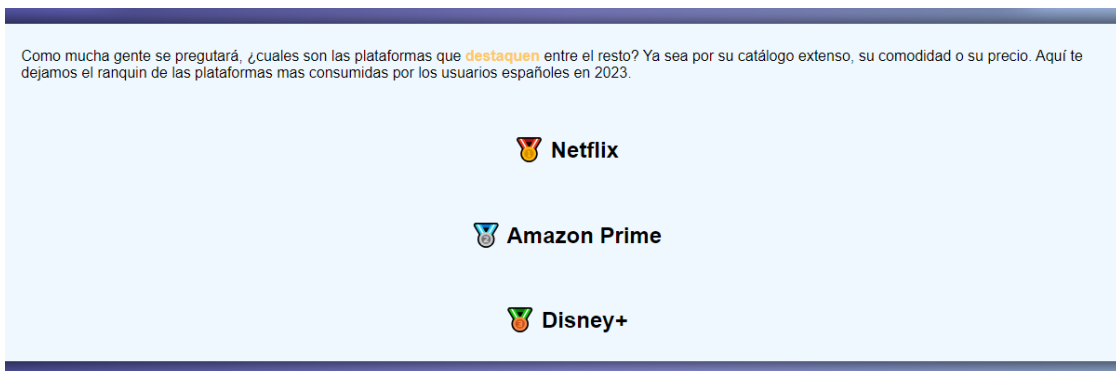 Como mucha gente se pregutará, ¿cuales son las plataformas que destaquen entre el resto? Ya sea por su catálogo extenso, su comodidad o su precio. Aquí te
dejamos el ranquin de las plataformas mas consumidas por los usuarios españoles en 2023.
Netflix
Amazon Prime
Disney+